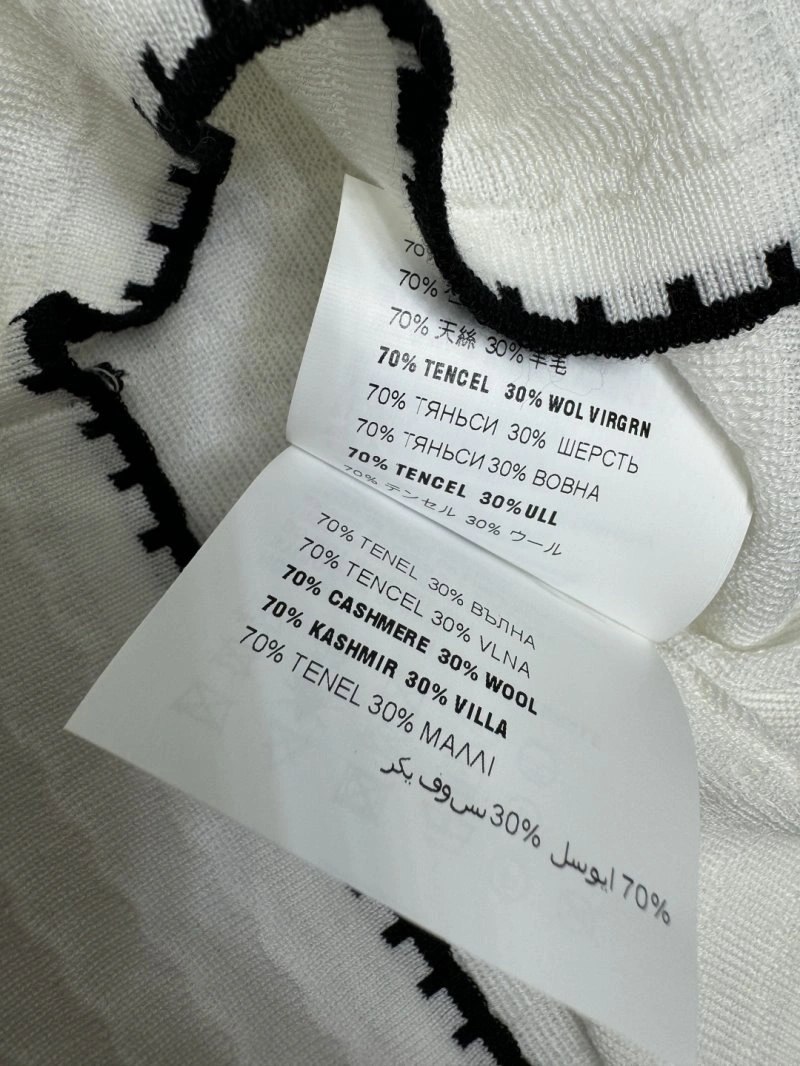 70%
70%
70% 天絲 30% 羊毛
70% TENCEL 30% WOL VIRGRN
70% ТЯНЬСИ 30% ШЕРСТЬ
70% ТЯНЬСИ 30% ВОВНА
70% TENCEL 30% ULL
70% テンセル 30% ウール
70% TENEL 30% ВЪЛНА
70% TENCEL 30% VLNA
70% CASHMERE 30% WOOL
70% KASHMIR 30% VILLA
70% TENEL 30% ΜΑΛΛΙ
70% ايوسل 30% سوف يكر